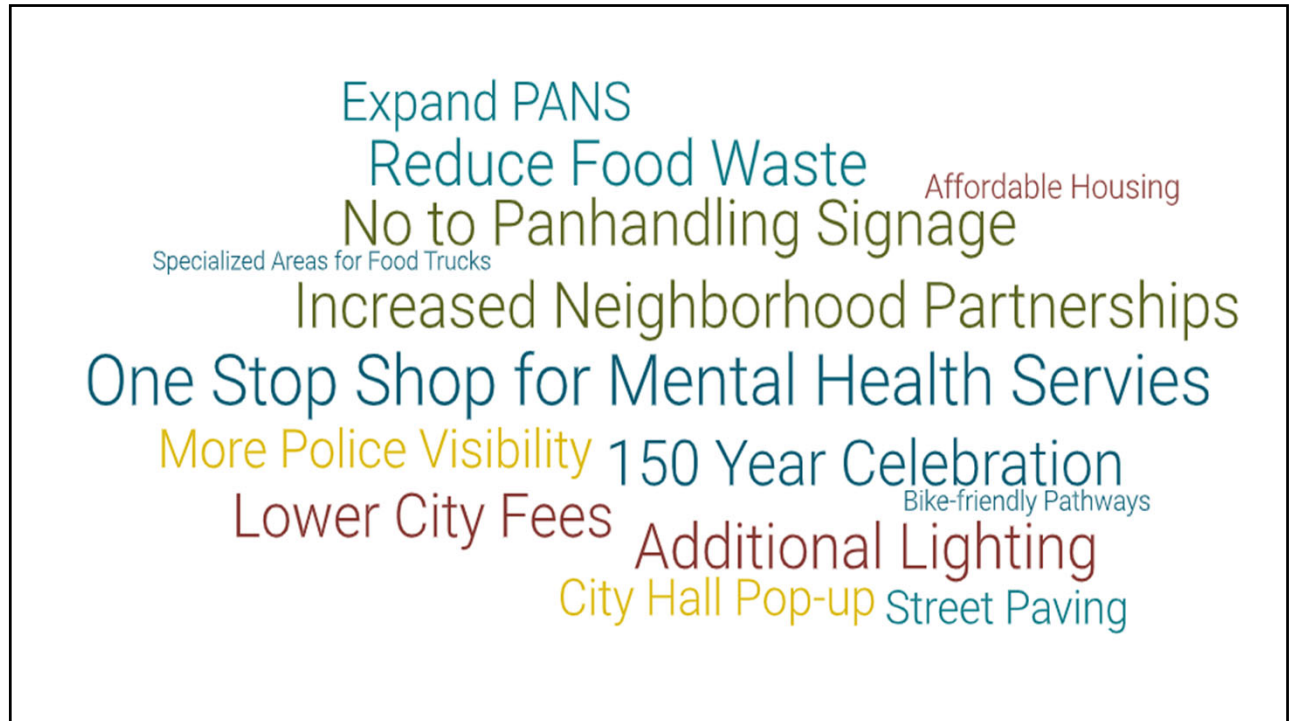 Expand PANS
Reduce Food Waste
Affordable Housing
No to Panhandling Signage
Specialized Areas for Food Trucks
Increased Neighborhood Partnerships
One Stop Shop for Mental Health Servies
More Police Visibility
150 Year Celebration
Bike-friendly Pathways
Lower City Fees
Additional Lighting
City Hall Pop-up
Street Paving